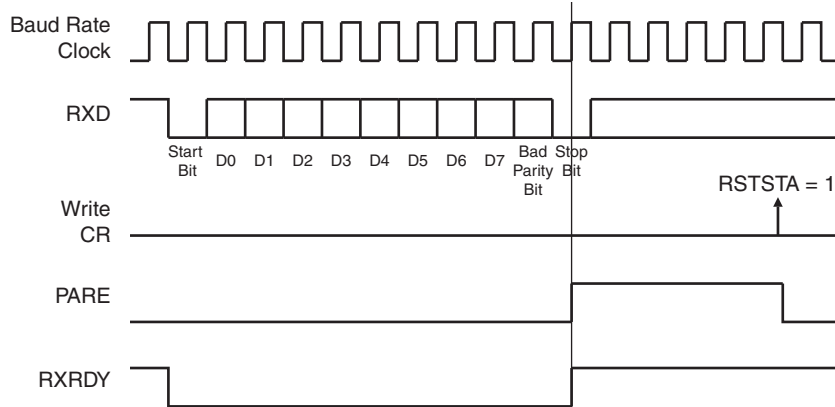 Baud Rate
Clock
RXD
Start
Bit
D0
D1
D2
D3
D4
D5
D6
D7
Bad
Parity
Bit
Stop
Bit
RSTSTA = 1
Write
CR
PARE
RXRDY